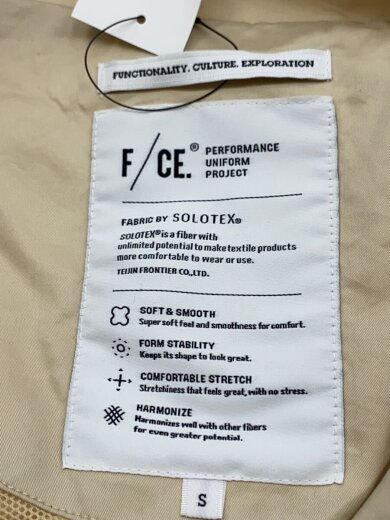 FUNCTIONALITY. CULTURE. EXPLORATION
F/CE.® PERFORMANCE
UNIFORM
PROJECT
FABRIC BY SOLOTEX®
SOLOTEX® is a fiber with
unlimited potential to make textile products
more comfortable to wear or use.
TEIJIN FRONTIER CO.,LTD.
SOFT & SMOOTH
Super soft feel and smoothness for comfort.
FORM STABILITY
Keeps its shape to look great.
COMFORTABLE STRETCH
Stretchiness that feels great, with no stress.
HARMONIZE
Harmonizes well with other fibers
for even greater potential.
S